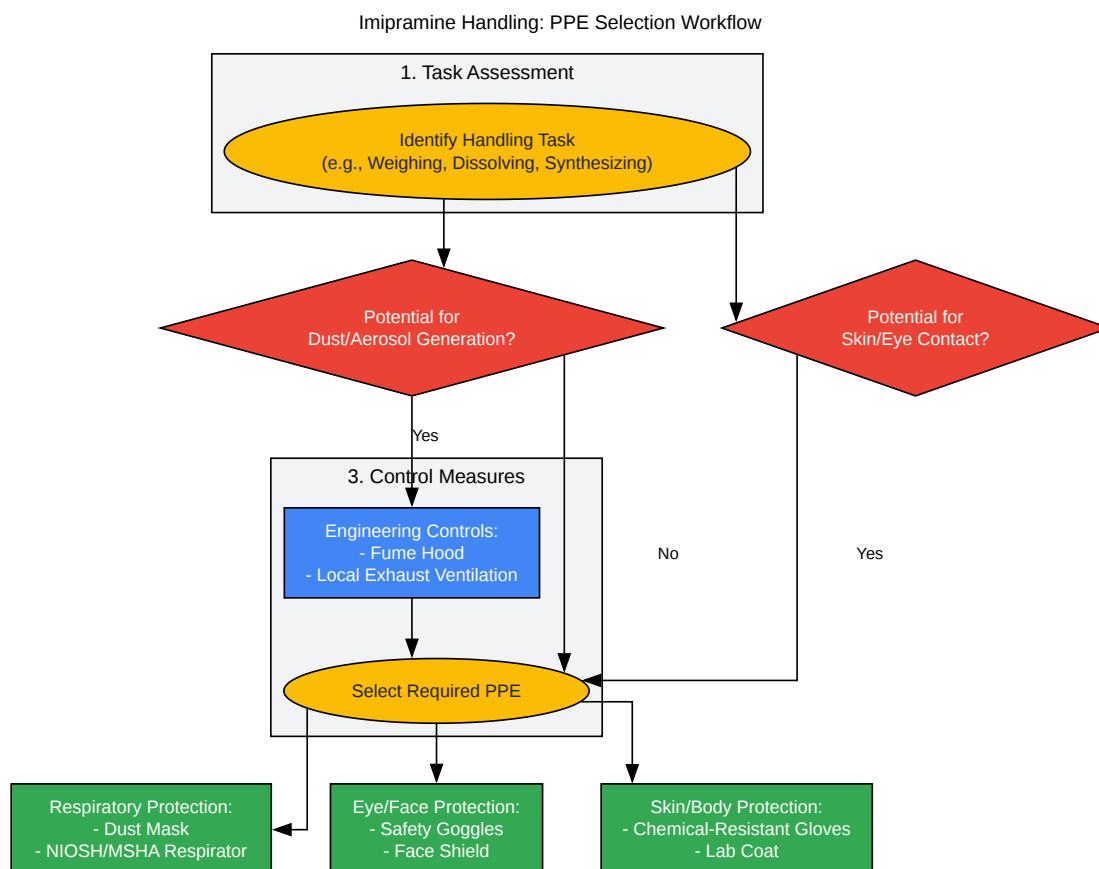 Imipramine Handling: PPE Selection Workflow
1. Task Assessment
Identify Handling Task
(e.g., Weighing, Dissolving, Synthesizing)
Potential for
Dust/Aerosol Generation?
Potential for
Skin/Eye Contact?
Yes
3. Control Measures
Engineering Controls:
- Fume Hood
- Local Exhaust Ventilation
No
Yes
Select Required PPE
Respiratory Protection:
- Dust Mask
- NIOSH/MSHA Respirator
Eye/Face Protection:
- Safety Goggles
- Face Shield
Skin/Body Protection:
- Chemical-Resistant Gloves
- Lab Coat